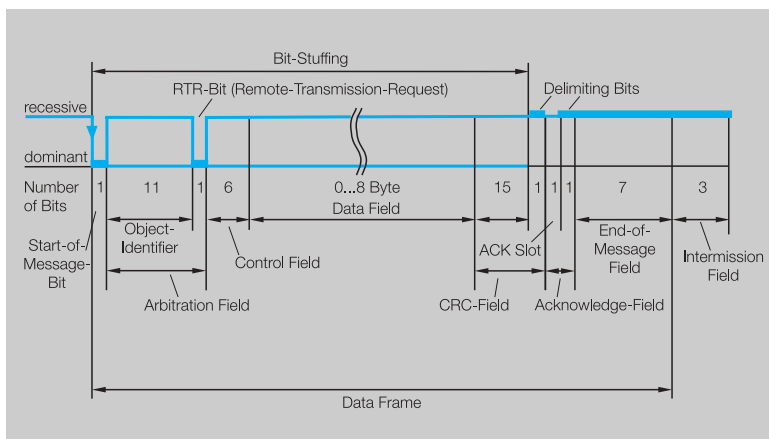 Bit-Stuffing
RTR-Bit (Remote-Transmission-Request)
Delimiting Bits
recessive
dominant
Number of Bits
1 11 1 6 0...8 Byte 15 1 1 1 7 3
Data Field
Start-of-Message-Bit
Object-Identifier
Control Field
ACK Slot
End-of-Message Field
Intermission Field
Arbitration Field
CRC-Field
Acknowledge-Field
Data Frame